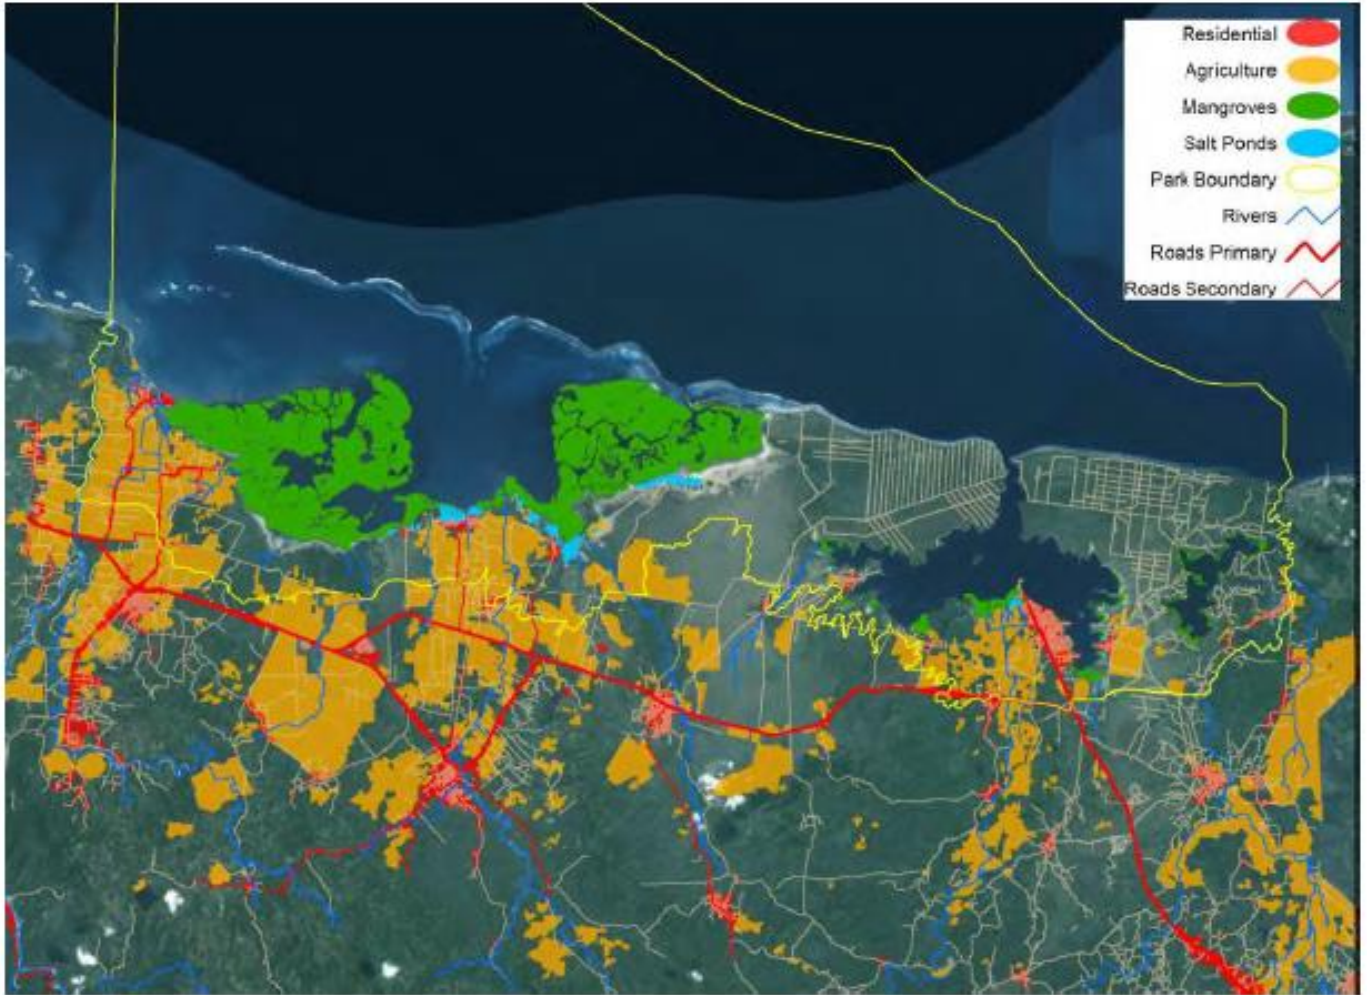 Residential
Agriculture
Mangroves
Salt Ponds
Park Boundary
Rivers
Roads Primary
Roads Secondary